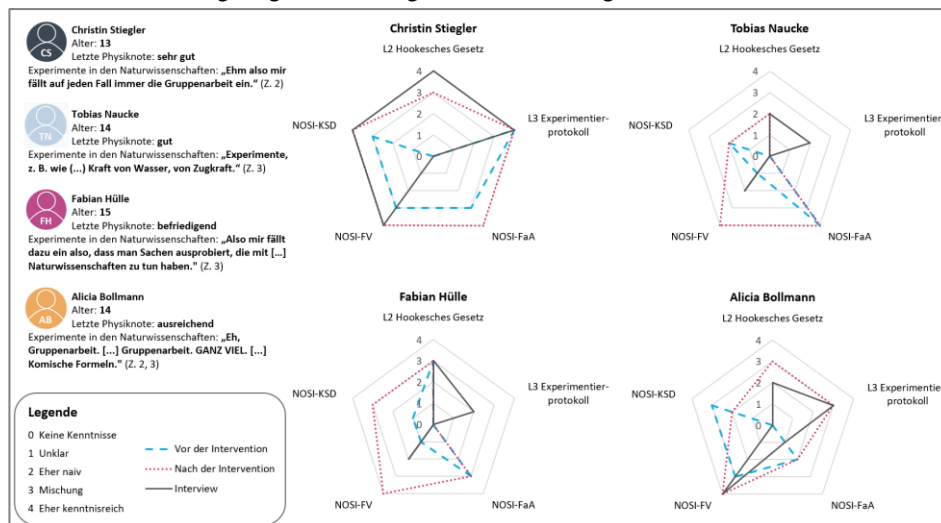 Christin Stiegler
Alter: 13
Letzte Physiknote: sehr gut
CS
Experimente in den Naturwissenschaften: „Ehm also mir
fällt auf jeden Fall immer die Gruppenarbeit ein.“ (Z. 2)
Tobias Naucke
Alter: 14
Letzte Physiknote: gut
TN
Experimente in den Naturwissenschaften: „Experimente,
z. B. wie (...) Kraft von Wasser, von Zugkraft.“ (Z. 3)
Fabian Hülle
Alter: 15
Letzte Physiknote: befriedigend
FH
Experimente in den Naturwissenschaften: „Also mir fällt
dazu ein also, dass man Sachen ausprobiert, die mit [...]
Naturwissenschaften zu tun haben." (Z. 3)
Alicia Bollmann
Alter: 14
Letzte Physiknote: ausreichend
AB
Experimente in den Naturwissenschaften: „Eh,
Gruppenarbeit. [...] Gruppenarbeit. GANZ VIEL. [...]
Komische Formeln." (Z. 2, 3)
Legende
0 Keine Kenntnisse
1 Unklar
2 Eher naiv
3 Mischung
4 Eher kenntnisreich
Vor der Intervention
Nach der Intervention
Interview
Christin Stiegler
L2 Hookesches Gesetz
4
3
2
1
0
L3 Experimentier-
protokoll
NOSI-KSD
NOSI-FV
NOSI-FaA
Tobias Naucke
L2 Hookesches Gesetz
4
3
2
1
0
L3 Experimentier-
protokoll
NOSI-KSD
NOSI-FV
NOSI-FaA
Fabian Hülle
L2 Hookesches Gesetz
4
3
2
1
0
L3 Experimentier-
protokoll
NOSI-KSD
NOSI-FV
NOSI-FaA
Alicia Bollmann
L2 Hookesches Gesetz
4
3
2
1
0
L3 Experimentier-
protokoll
NOSI-KSD
NOSI-FV
NOSI-FaA